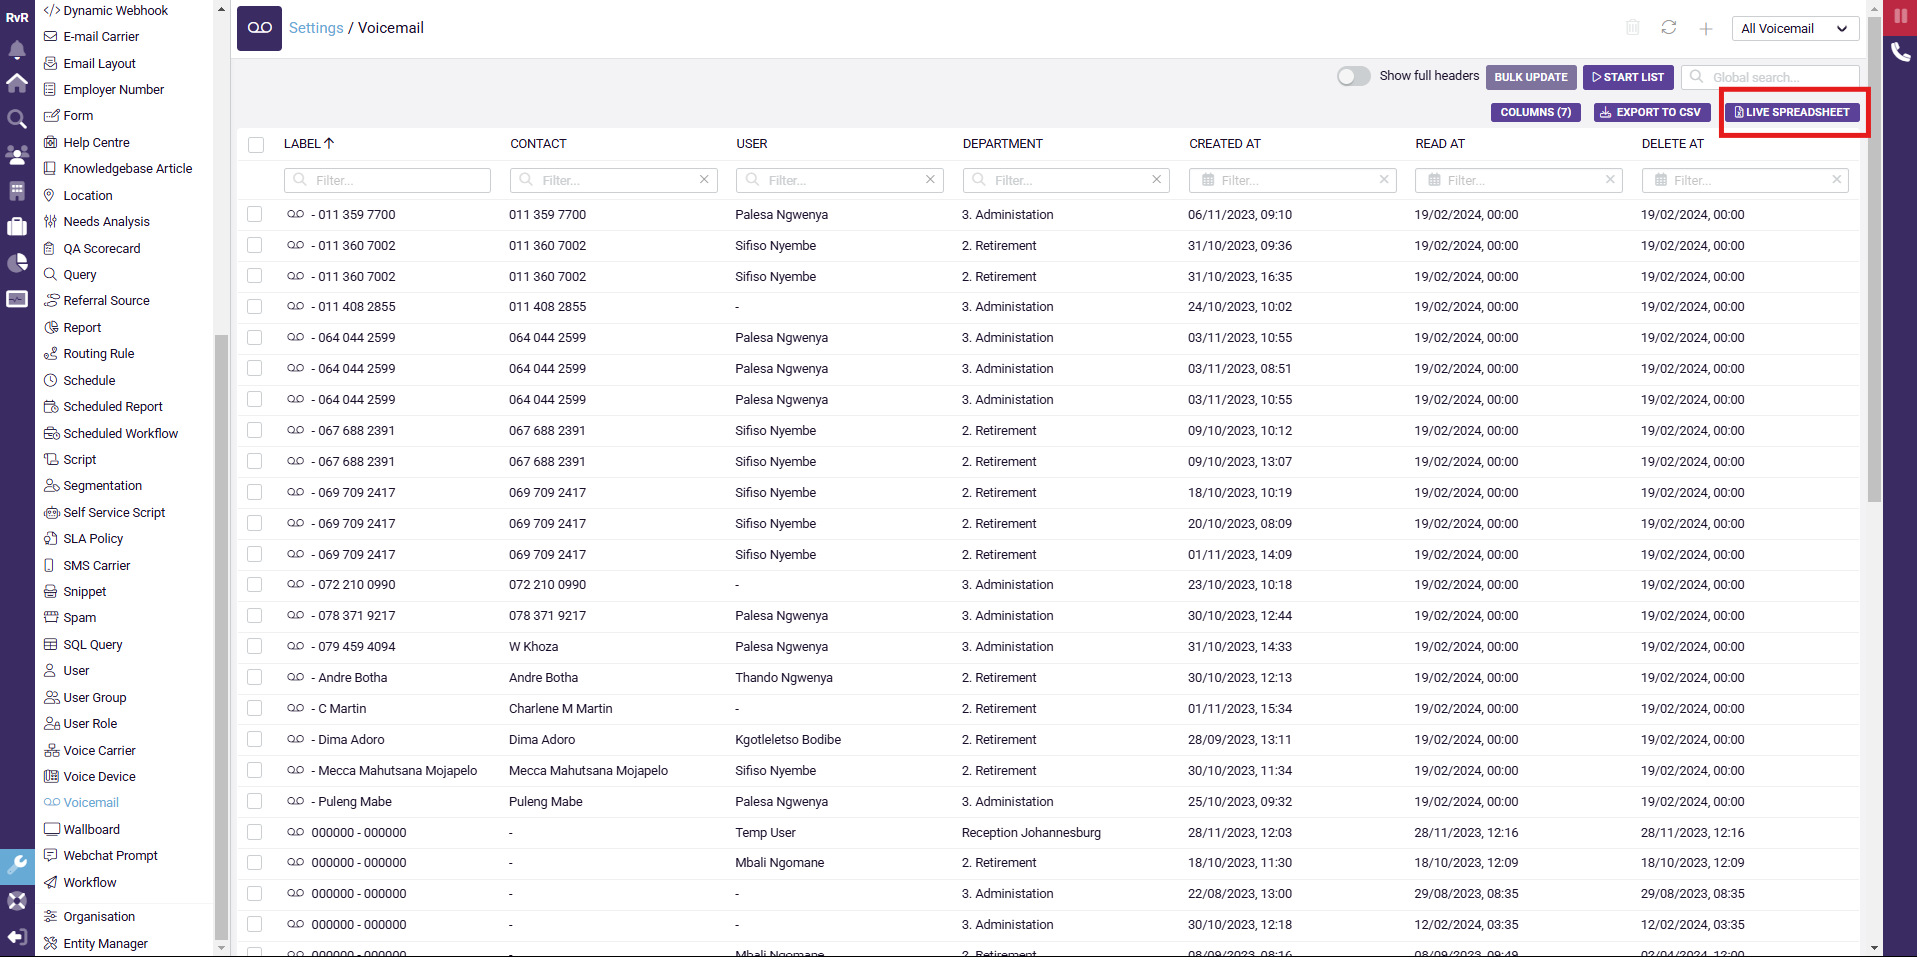 RvR
Dynamic Webhook
E-mail Carrier
Email Layout
Employer Number
Form
Help Centre
Knowledgebase Article
Location
Needs Analysis
QA Scorecard
Query
Referral Source
Report
Routing Rule
Schedule
Scheduled Report
Scheduled Workflow
Script
Segmentation
Self Service Script
SLA Policy
SMS Carrier
Snippet
Spam
SQL Query
User
User Group
User Role
Voice Carrier
Voice Device
Voicemail
Wallboard
Webchat Prompt
Workflow
Organisation
Entity Manager
Settings / Voicemail
All Voicemail
Show full headers BULK UPDATE START LIST Global search...
COLUMNS (7) EXPORT TO CSV LIVE SPREADSHEET
LABEL CONTACT USER DEPARTMENT CREATED AT READ AT DELETE AT
Filter... Filter... Filter... Filter... Filter... Filter... Filter...
- 011 359 7700 011 359 7700 Palesa Ngwenya 3. Administation 06/11/2023, 09:10 19/02/2024, 00:00 19/02/2024, 00:00
- 011 360 7002 011 360 7002 Sifiso Nyembe 2. Retirement 31/10/2023, 09:36 19/02/2024, 00:00 19/02/2024, 00:00
- 011 360 7002 011 360 7002 Sifiso Nyembe 2. Retirement 31/10/2023, 16:35 19/02/2024, 00:00 19/02/2024, 00:00
- 011 408 2855 011 408 2855 - 3. Administation 24/10/2023, 10:02 19/02/2024, 00:00 19/02/2024, 00:00
- 064 044 2599 064 044 2599 Palesa Ngwenya 3. Administation 03/11/2023, 10:55 19/02/2024, 00:00 19/02/2024, 00:00
- 064 044 2599 064 044 2599 Palesa Ngwenya 3. Administation 03/11/2023, 08:51 19/02/2024, 00:00 19/02/2024, 00:00
- 064 044 2599 064 044 2599 Palesa Ngwenya 3. Administation 03/11/2023, 10:55 19/02/2024, 00:00 19/02/2024, 00:00
- 067 688 2391 067 688 2391 Sifiso Nyembe 2. Retirement 09/10/2023, 10:12 19/02/2024, 00:00 19/02/2024, 00:00
- 067 688 2391 067 688 2391 Sifiso Nyembe 2. Retirement 09/10/2023, 13:07 19/02/2024, 00:00 19/02/2024, 00:00
- 069 709 2417 069 709 2417 Sifiso Nyembe 2. Retirement 18/10/2023, 10:19 19/02/2024, 00:00 19/02/2024, 00:00
- 069 709 2417 069 709 2417 Sifiso Nyembe 2. Retirement 20/10/2023, 08:09 19/02/2024, 00:00 19/02/2024, 00:00
- 069 709 2417 069 709 2417 Sifiso Nyembe 2. Retirement 01/11/2023, 14:09 19/02/2024, 00:00 19/02/2024, 00:00
- 072 210 0990 072 210 0990 - 3. Administation 23/10/2023, 10:18 19/02/2024, 00:00 19/02/2024, 00:00
- 078 371 9217 078 371 9217 Palesa Ngwenya 3. Administation 30/10/2023, 12:44 19/02/2024, 00:00 19/02/2024, 00:00
- 079 459 4094 W Khoza Palesa Ngwenya 3. Administation 31/10/2023, 14:33 19/02/2024, 00:00 19/02/2024, 00:00
- Andre Botha Andre Botha Thando Ngwenya 2. Retirement 30/10/2023, 12:13 19/02/2024, 00:00 19/02/2024, 00:00
- C Martin Charlene M Martin - 2. Retirement 01/11/2023, 15:34 19/02/2024, 00:00 19/02/2024, 00:00
- Dima Adoro Dima Adoro Kgotleletso Bodibe 2. Retirement 28/09/2023, 13:11 19/02/2024, 00:00 19/02/2024, 00:00
- Mecca Mahutsana Mojapelo Mecca Mahutsana Mojapelo Sifiso Nyembe 2. Retirement 30/10/2023, 11:34 19/02/2024, 00:00 19/02/2024, 00:00
- Puleng Mabe Puleng Mabe Palesa Ngwenya 3. Administation 25/10/2023, 09:32 19/02/2024, 00:00 19/02/2024, 00:00
000000 - 000000 - Temp User Reception Johannesburg 28/11/2023, 12:03 28/11/2023, 12:16 28/11/2023, 12:16
000000 - 000000 - Mbali Ngomane 2. Retirement 18/10/2023, 11:30 18/10/2023, 12:09 18/10/2023, 12:09
000000 - 000000 - - 3. Administation 22/08/2023, 13:00 29/08/2023, 08:35 29/08/2023, 08:35
000000 - 000000 - - 3. Administation 30/10/2023, 12:18 12/02/2024, 03:35 12/02/2024, 03:35
000000 - 000000 - Mbali Ngomane 2. Retirement 08/09/2023, 08:16